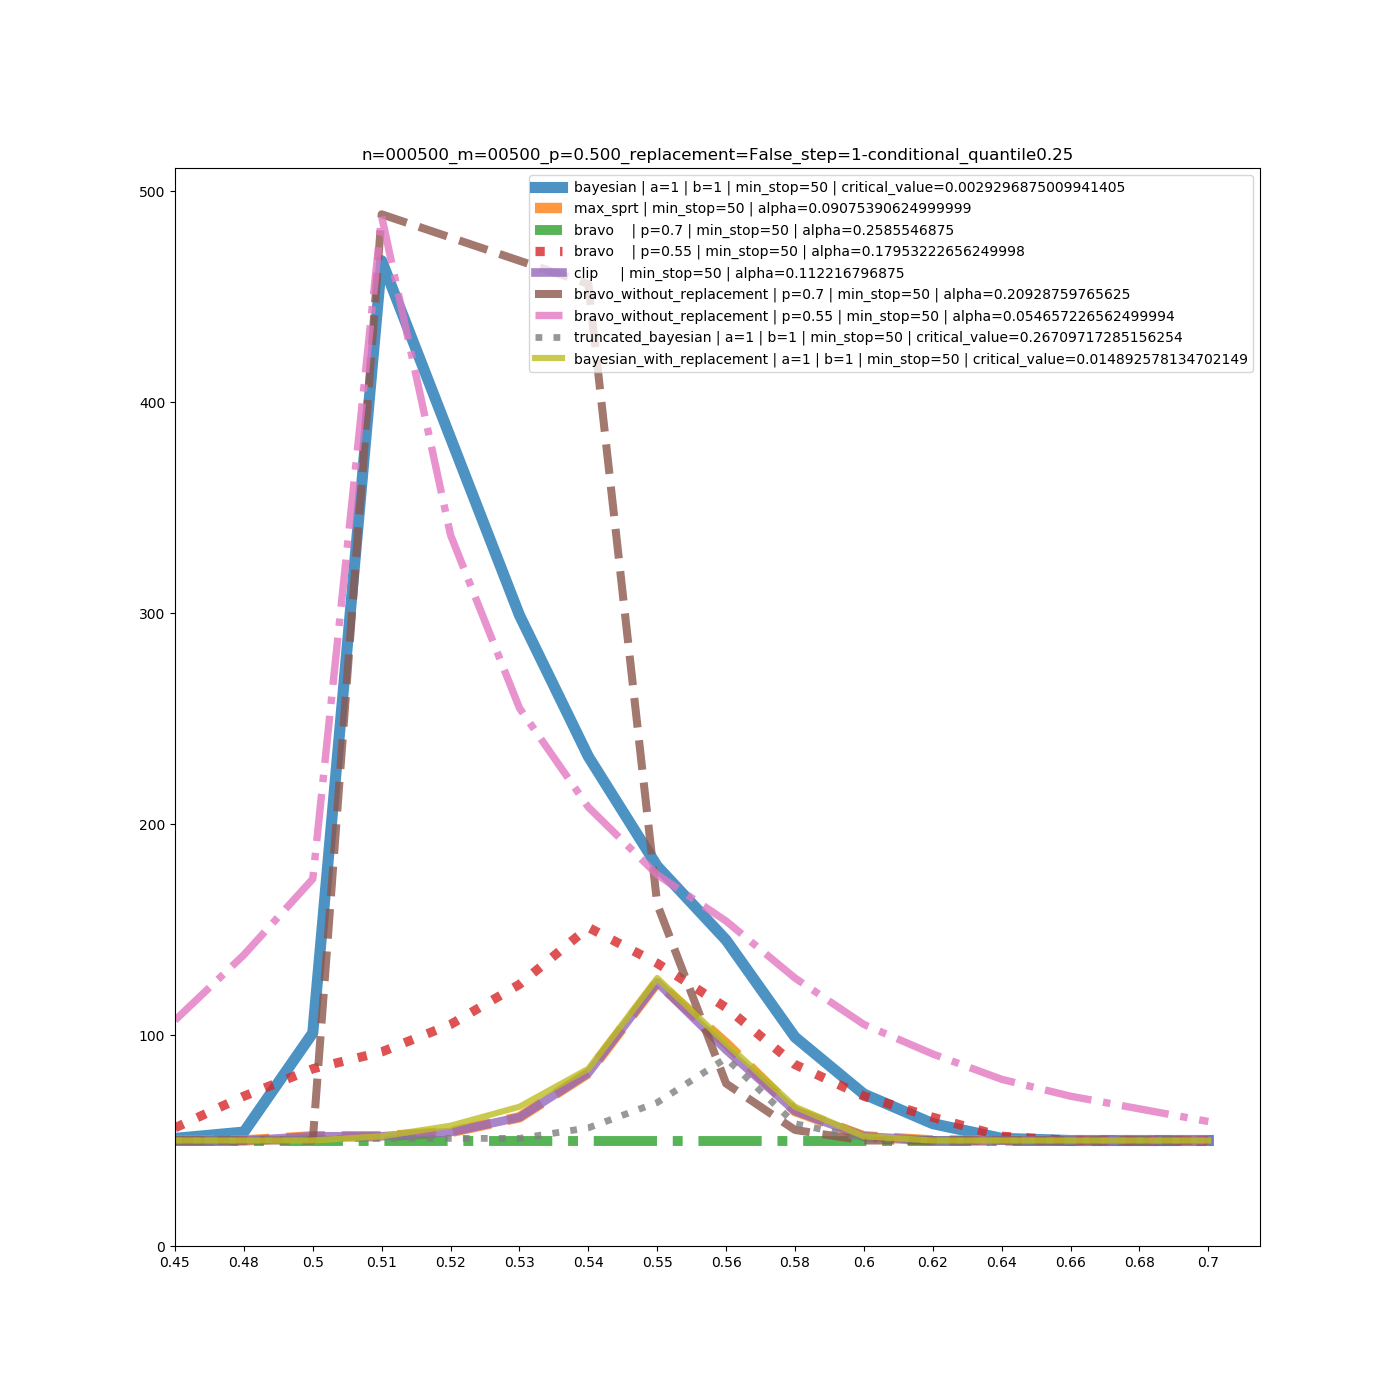 n=000500_m=00500_p=0.500_replacement=False_step=1-conditional_quantile0.25
bayesian | a=1 | b=1 | min_stop=50 | critical_value=0.0029296875009941405
max_sprt | min_stop=50 | alpha=0.09075390624999999
bravo | p=0.7 | min_stop=50 | alpha=0.2585546875
bravo | p=0.55 | min_stop=50 | alpha=0.17953222656249998
clip | min_stop=50 | alpha=0.112216796875
bravo_without_replacement | p=0.7 | min_stop=50 | alpha=0.20928759765625
bravo_without_replacement | p=0.55 | min_stop=50 | alpha=0.054657226562499994
truncated_bayesian | a=1 | b=1 | min_stop=50 | critical_value=0.26709717285156254
bayesian_with_replacement | a=1 | b=1 | min_stop=50 | critical_value=0.014892578134702149
500
400
300
200
100
0
0.45 0.48 0.5 0.51 0.52 0.53 0.54 0.55 0.56 0.58 0.6 0.62 0.64 0.66 0.68 0.7